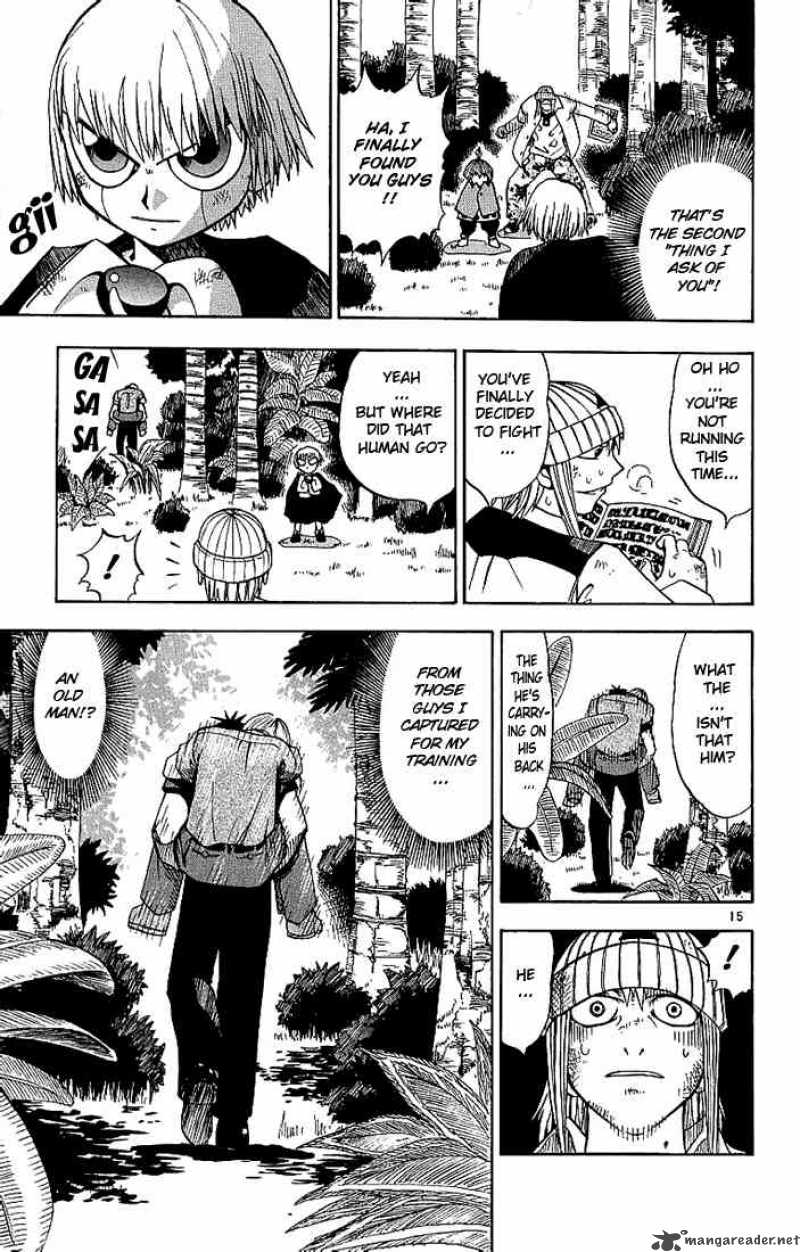 HA, I
FINALLY
FOUND
YOU GUYS
!!
THAT'S
THE SECOND
"THING I
ASK OF
YOU"!
gii
OH HO
...
YOU'RE
NOT
RUNNING
THIS
TIME...
YOU'VE
FINALLY
DECIDED
TO FIGHT
...
YEAH
...
BUT WHERE
DID THAT
HUMAN GO?
GA
SA
SA
!
WHAT
THE
...
ISN'T
THAT
HIM?
THE
THING
HE'S
CARRY-
ING ON
HIS
BACK
...
15
!
HE
...
FROM
THOSE
GUYS I
CAPTURED
FOR MY
TRAINING
...
AN
OLD
MAN!?
mangareader.net